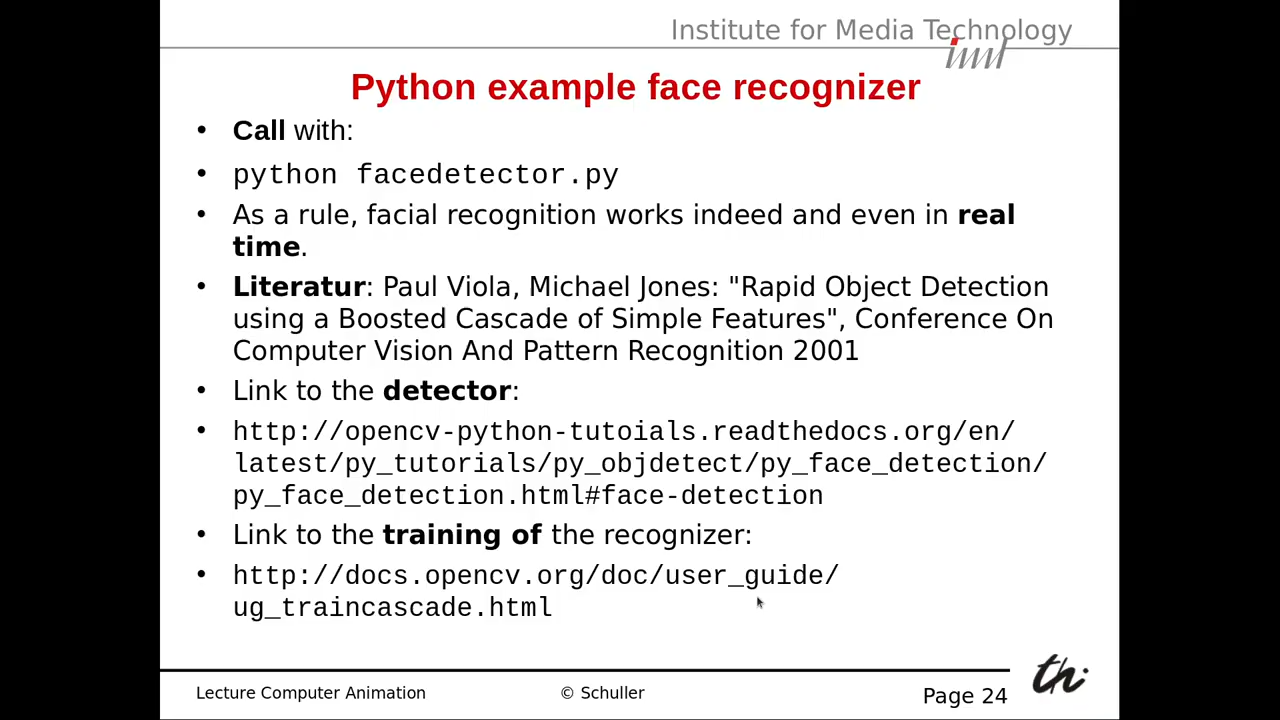 Institute for Media Technology
imt
Python example face recognizer
• Call with:
• python facedetector.py
• As a rule, facial recognition works indeed and even in real
time.
• Literatur: Paul Viola, Michael Jones: "Rapid Object Detection
using a Boosted Cascade of Simple Features", Conference On
Computer Vision And Pattern Recognition 2001
• Link to the detector:
• http://opencv-python-tutoials.readthedocs.org/en/
latest/py_tutorials/py_objdetect/py_face_detection/
py_face_detection.html#face-detection
• Link to the training of the recognizer:
• http://docs.opencv.org/doc/user_guide/
ug_traincascade.html
Lecture Computer Animation
© Schuller
Page 24
th